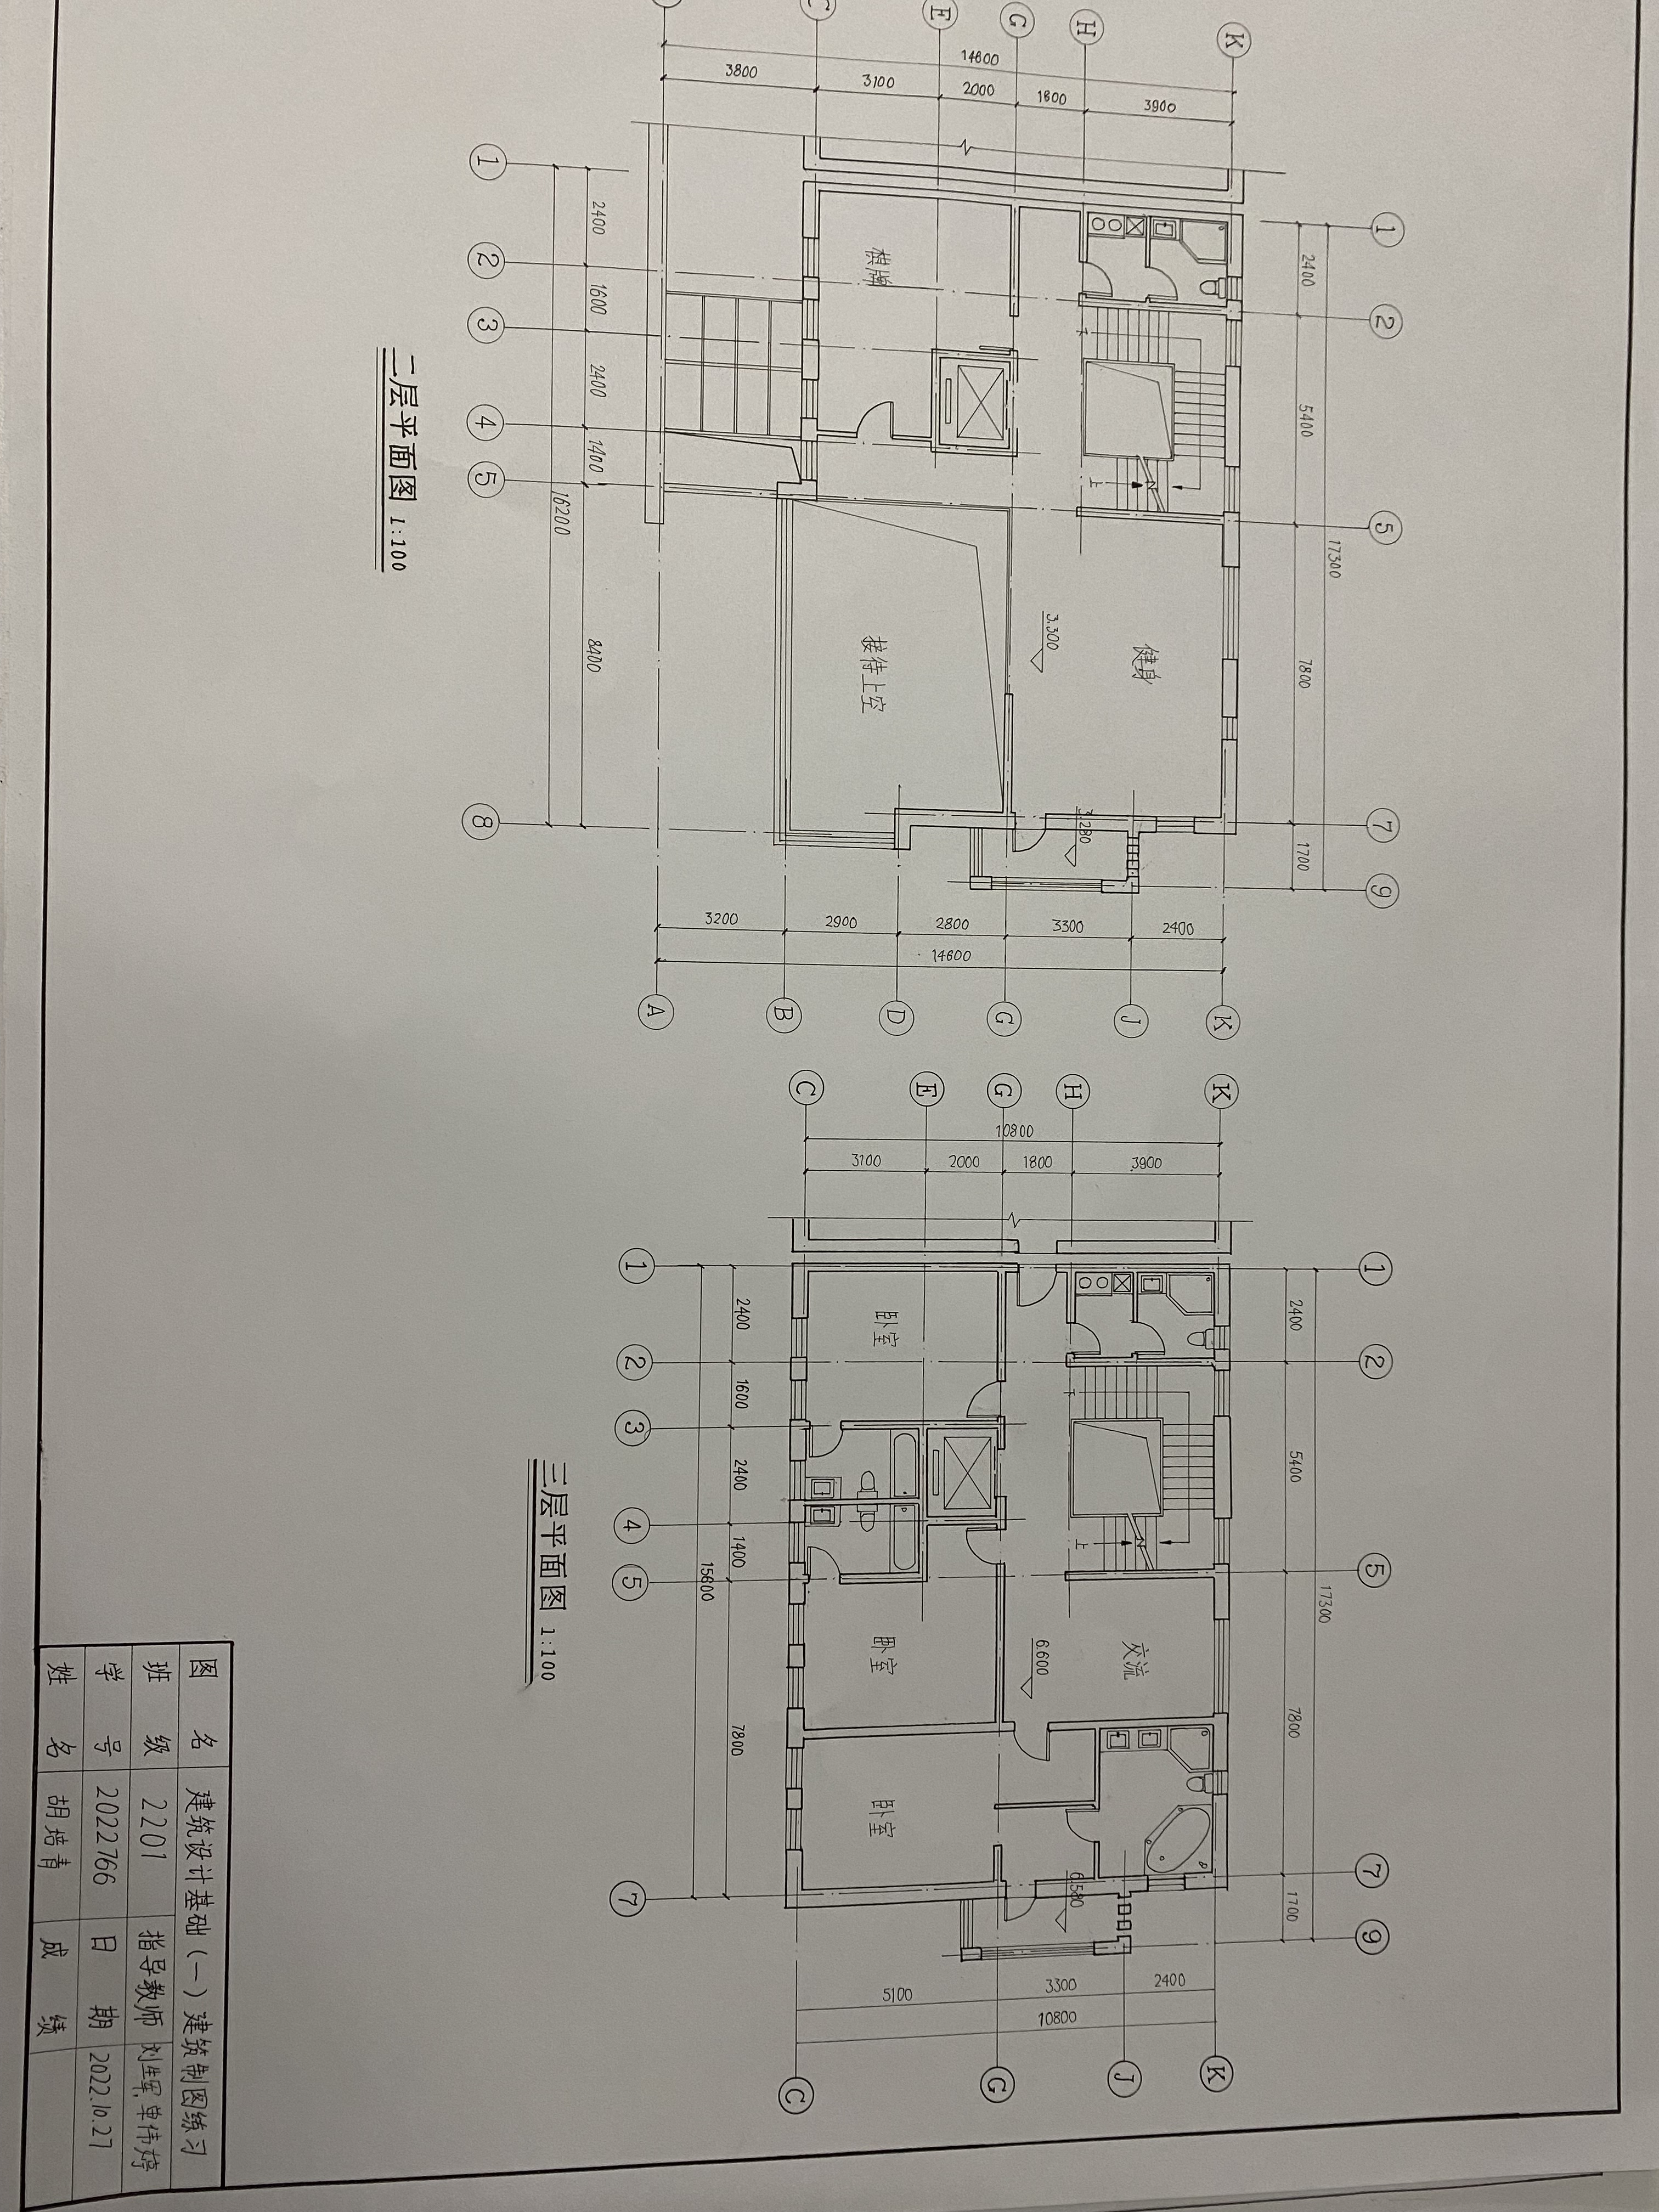 1 2 5 7 9
17300
2400 5400 7800 1700
K H G E
3900 1800 2000 3100 3800
14600
健身
3.300
3.280
下 上
棋牌
接待上空
K J G D B A
2400 3300 2800 2900 3200
14600
2400 1600 2400 1400 8400
16200
1 2 3 4 5 8
二层平面图 1:100
1 2 5 7 9
17300
2400 5400 7800 1700
K H G E C
3900 1800 2000 3100
10800
交流
6.600
6.580
下 上
卧室 卧室 卧室
K J G C
2400 3300 5100
10800
2400 1600 2400 1400 7800
15600
1 2 3 4 5 7
三层平面图 1:100
图名 建筑设计基础(一)建筑制图练习
班级 2201 指导教师 刘生军,单伟婷
学号 2022766 日期 2022.10.27
姓名 胡培青 成绩